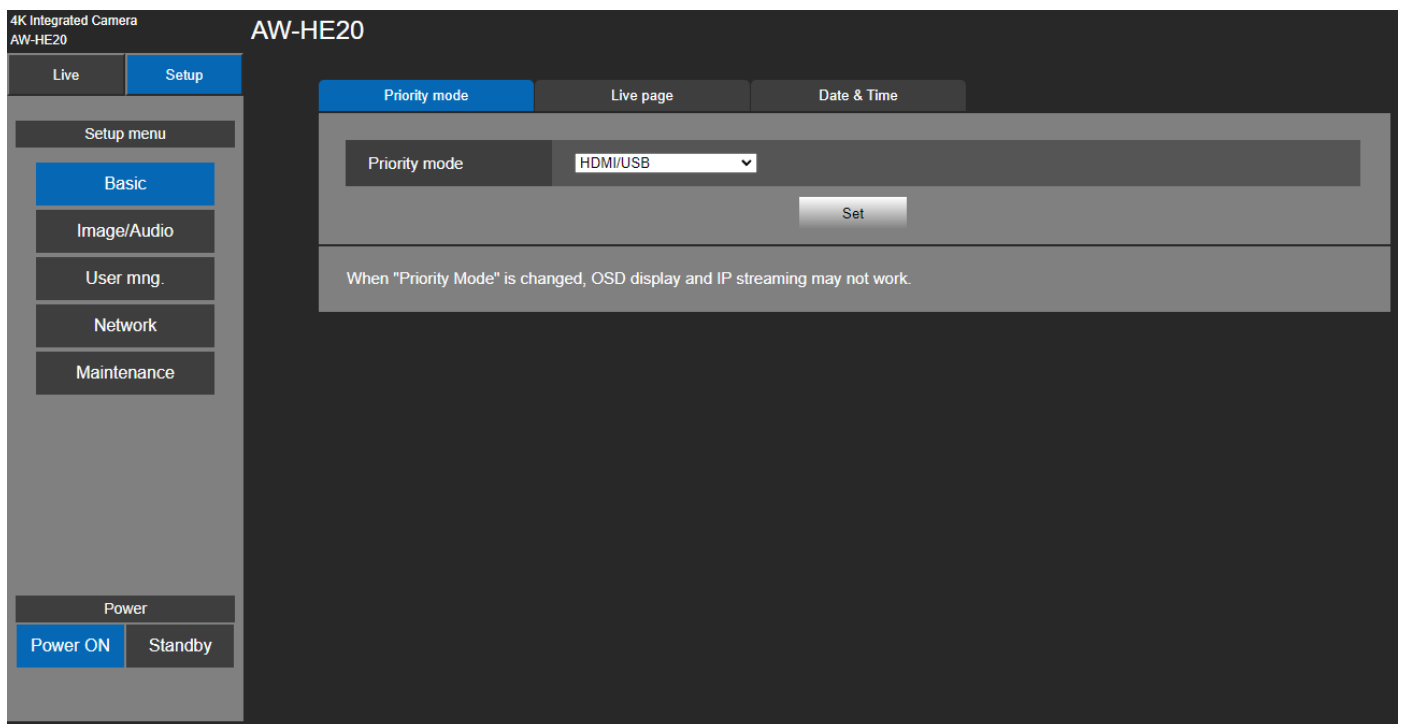 4K Integrated Camera
AW-HE20
AW-HE20
Live
Setup
Priority mode
Live page
Date & Time
Setup menu
Basic
Image/Audio
User mng.
Network
Maintenance
Priority mode
HDMI/USB
Set
When "Priority Mode" is changed, OSD display and IP streaming may not work.
Power
Power ON
Standby